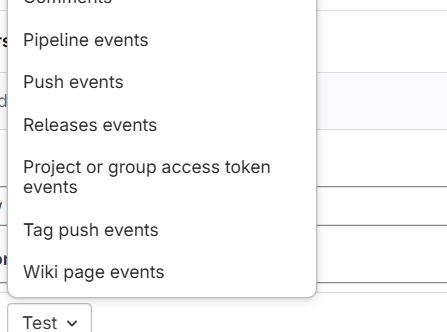 Comments
Pipeline events
Push events
Releases events
Project or group access token
events
Tag push events
Wiki page events
Test